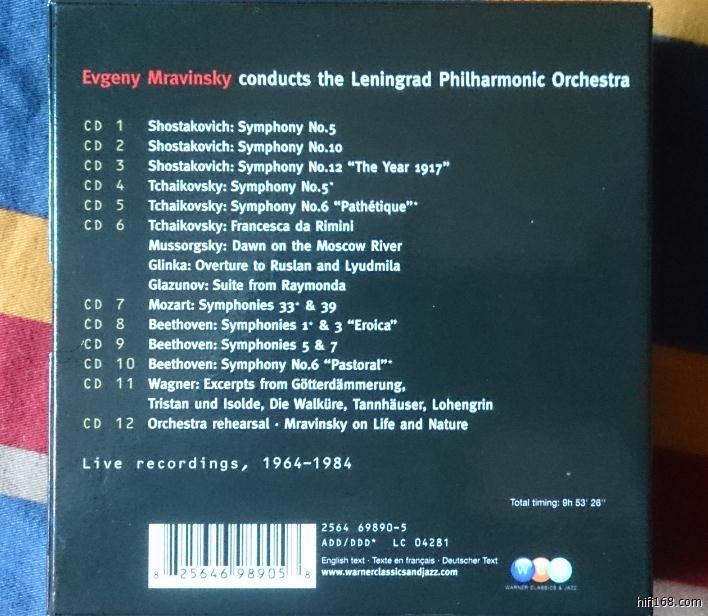 Evgeny Mravinsky conducts the Leningrad Philharmonic Orchestra
CD 1 Shostakovich: Symphony No.5
CD 2 Shostakovich: Symphony No.10
CD 3 Shostakovich: Symphony No.12 “The Year 1917”
CD 4 Tchaikovsky: Symphony No.5*
CD 5 Tchaikovsky: Symphony No.6 “Pathétique”*
CD 6 Tchaikovsky: Francesca da Rimini
Mussorgsky: Dawn on the Moscow River
Glinka: Overture to Ruslan and Lyudmila
Glazunov: Suite from Raymonda
CD 7 Mozart: Symphonies 33* & 39
CD 8 Beethoven: Symphonies 1* & 3 “Eroica”
CD 9 Beethoven: Symphonies 5 & 7
CD 10 Beethoven: Symphony No.6 “Pastoral”*
CD 11 Wagner: Excerpts from Götterdämmerung,
Tristan und Isolde, Die Walküre, Tannhäuser, Lohengrin
CD 12 Orchestra rehearsal · Mravinsky on Life and Nature
Live recordings, 1964-1984
Total timing: 9h 53' 26''
2564 69890-5
ADD/DDD* LC 04281
English text · Texte en français · Deutscher Text
www.warnerclassicsandjazz.com
8 25646 98905 8
WARNER CLASSICS & JAZZ
hifi168.com